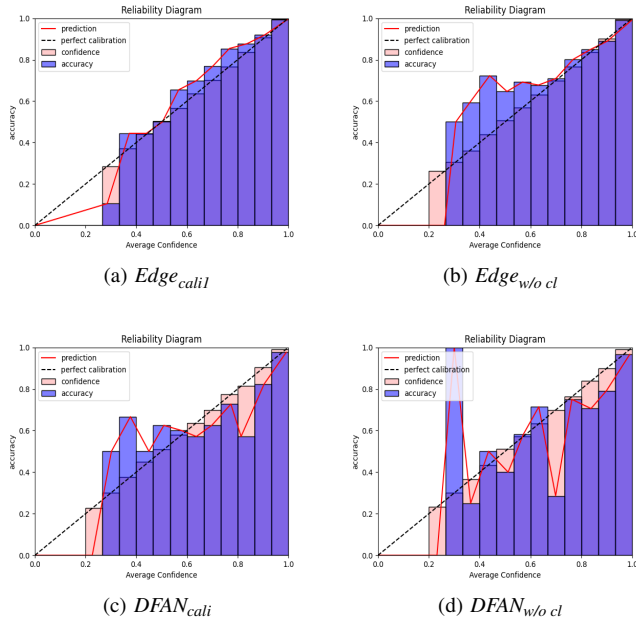 Reliability Diagram
prediction
perfect calibration
confidence
accuracy
accuracy
1.0
0.8
0.6
0.4
0.2
0.0
0.0 0.2 0.4 0.6 0.8 1.0
Average Confidence
(a) Edge_cali1
Reliability Diagram
prediction
perfect calibration
confidence
accuracy
accuracy
1.0
0.8
0.6
0.4
0.2
0.0
0.0 0.2 0.4 0.6 0.8 1.0
Average Confidence
(b) Edge_w/o cl
Reliability Diagram
prediction
perfect calibration
confidence
accuracy
accuracy
1.0
0.8
0.6
0.4
0.2
0.0
0.0 0.2 0.4 0.6 0.8 1.0
Average Confidence
(c) DFAN_cali
Reliability Diagram
prediction
perfect calibration
confidence
accuracy
accuracy
1.0
0.8
0.6
0.4
0.2
0.0
0.0 0.2 0.4 0.6 0.8 1.0
Average Confidence
(d) DFAN_w/o cl